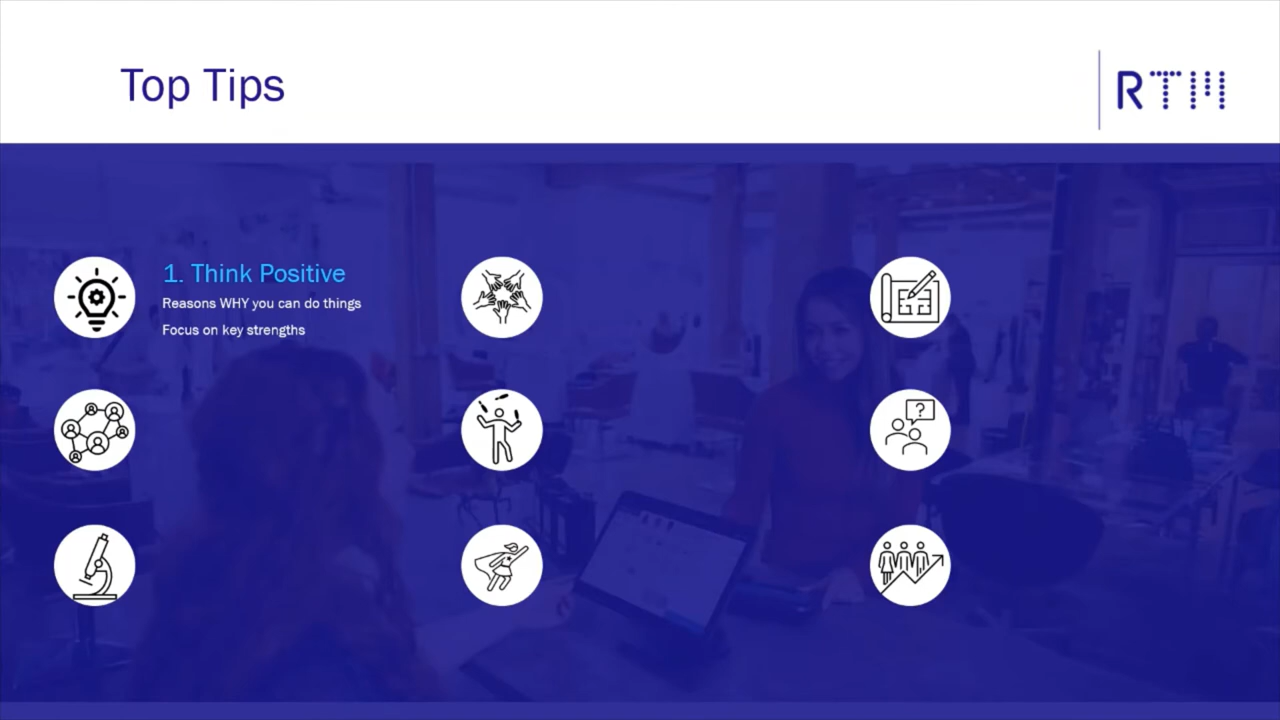 Top Tips
RTM
1. Think Positive
Reasons WHY you can do things
Focus on key strengths
?